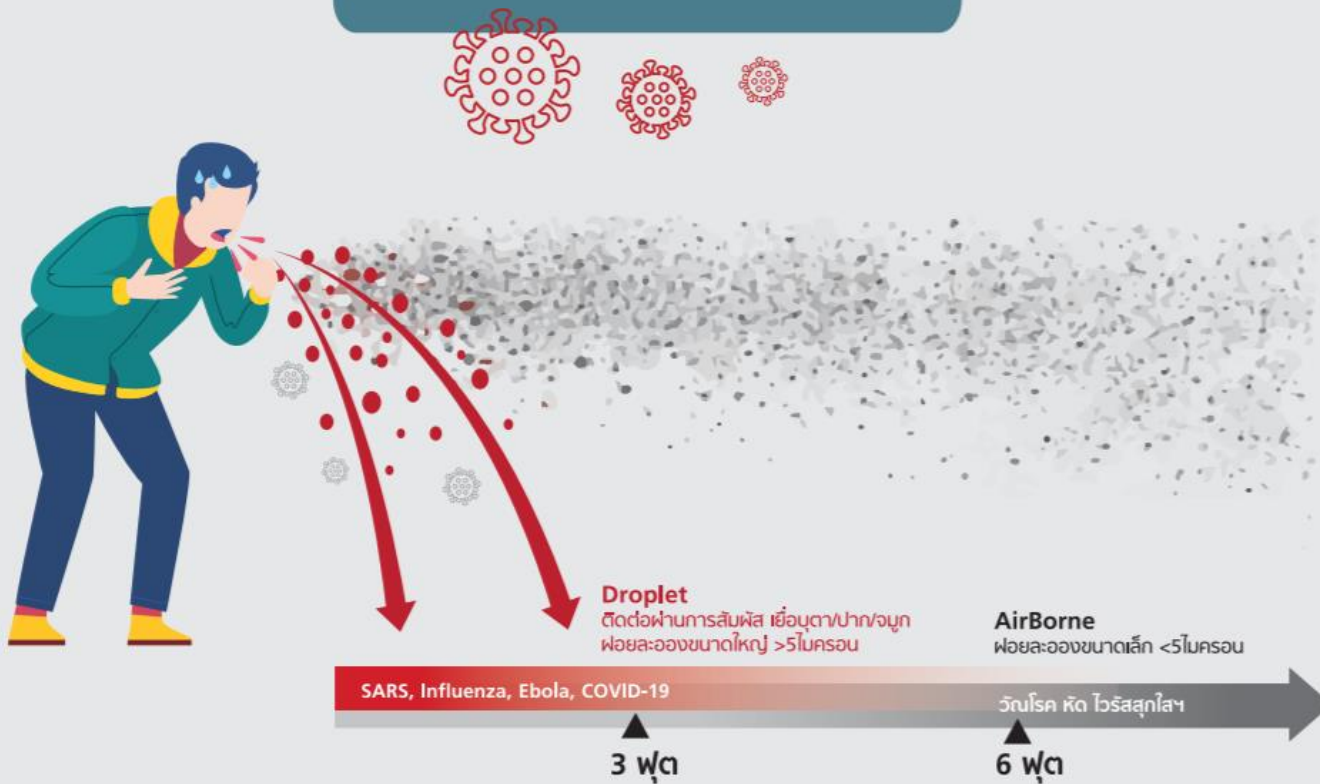 Droplet
ติดต่อผ่านการสัมผัส เยื่อบุตา/ปาก/จมูก
ฝอยละอองขนาดใหญ่ >5ไมครอน
AirBorne
ฝอยละอองขนาดเล็ก <5ไมครอน
SARS, Influenza, Ebola, COVID-19
วัณโรค หัด ไวรัสสุกใสฯ
3 ฟุต
6 ฟุต